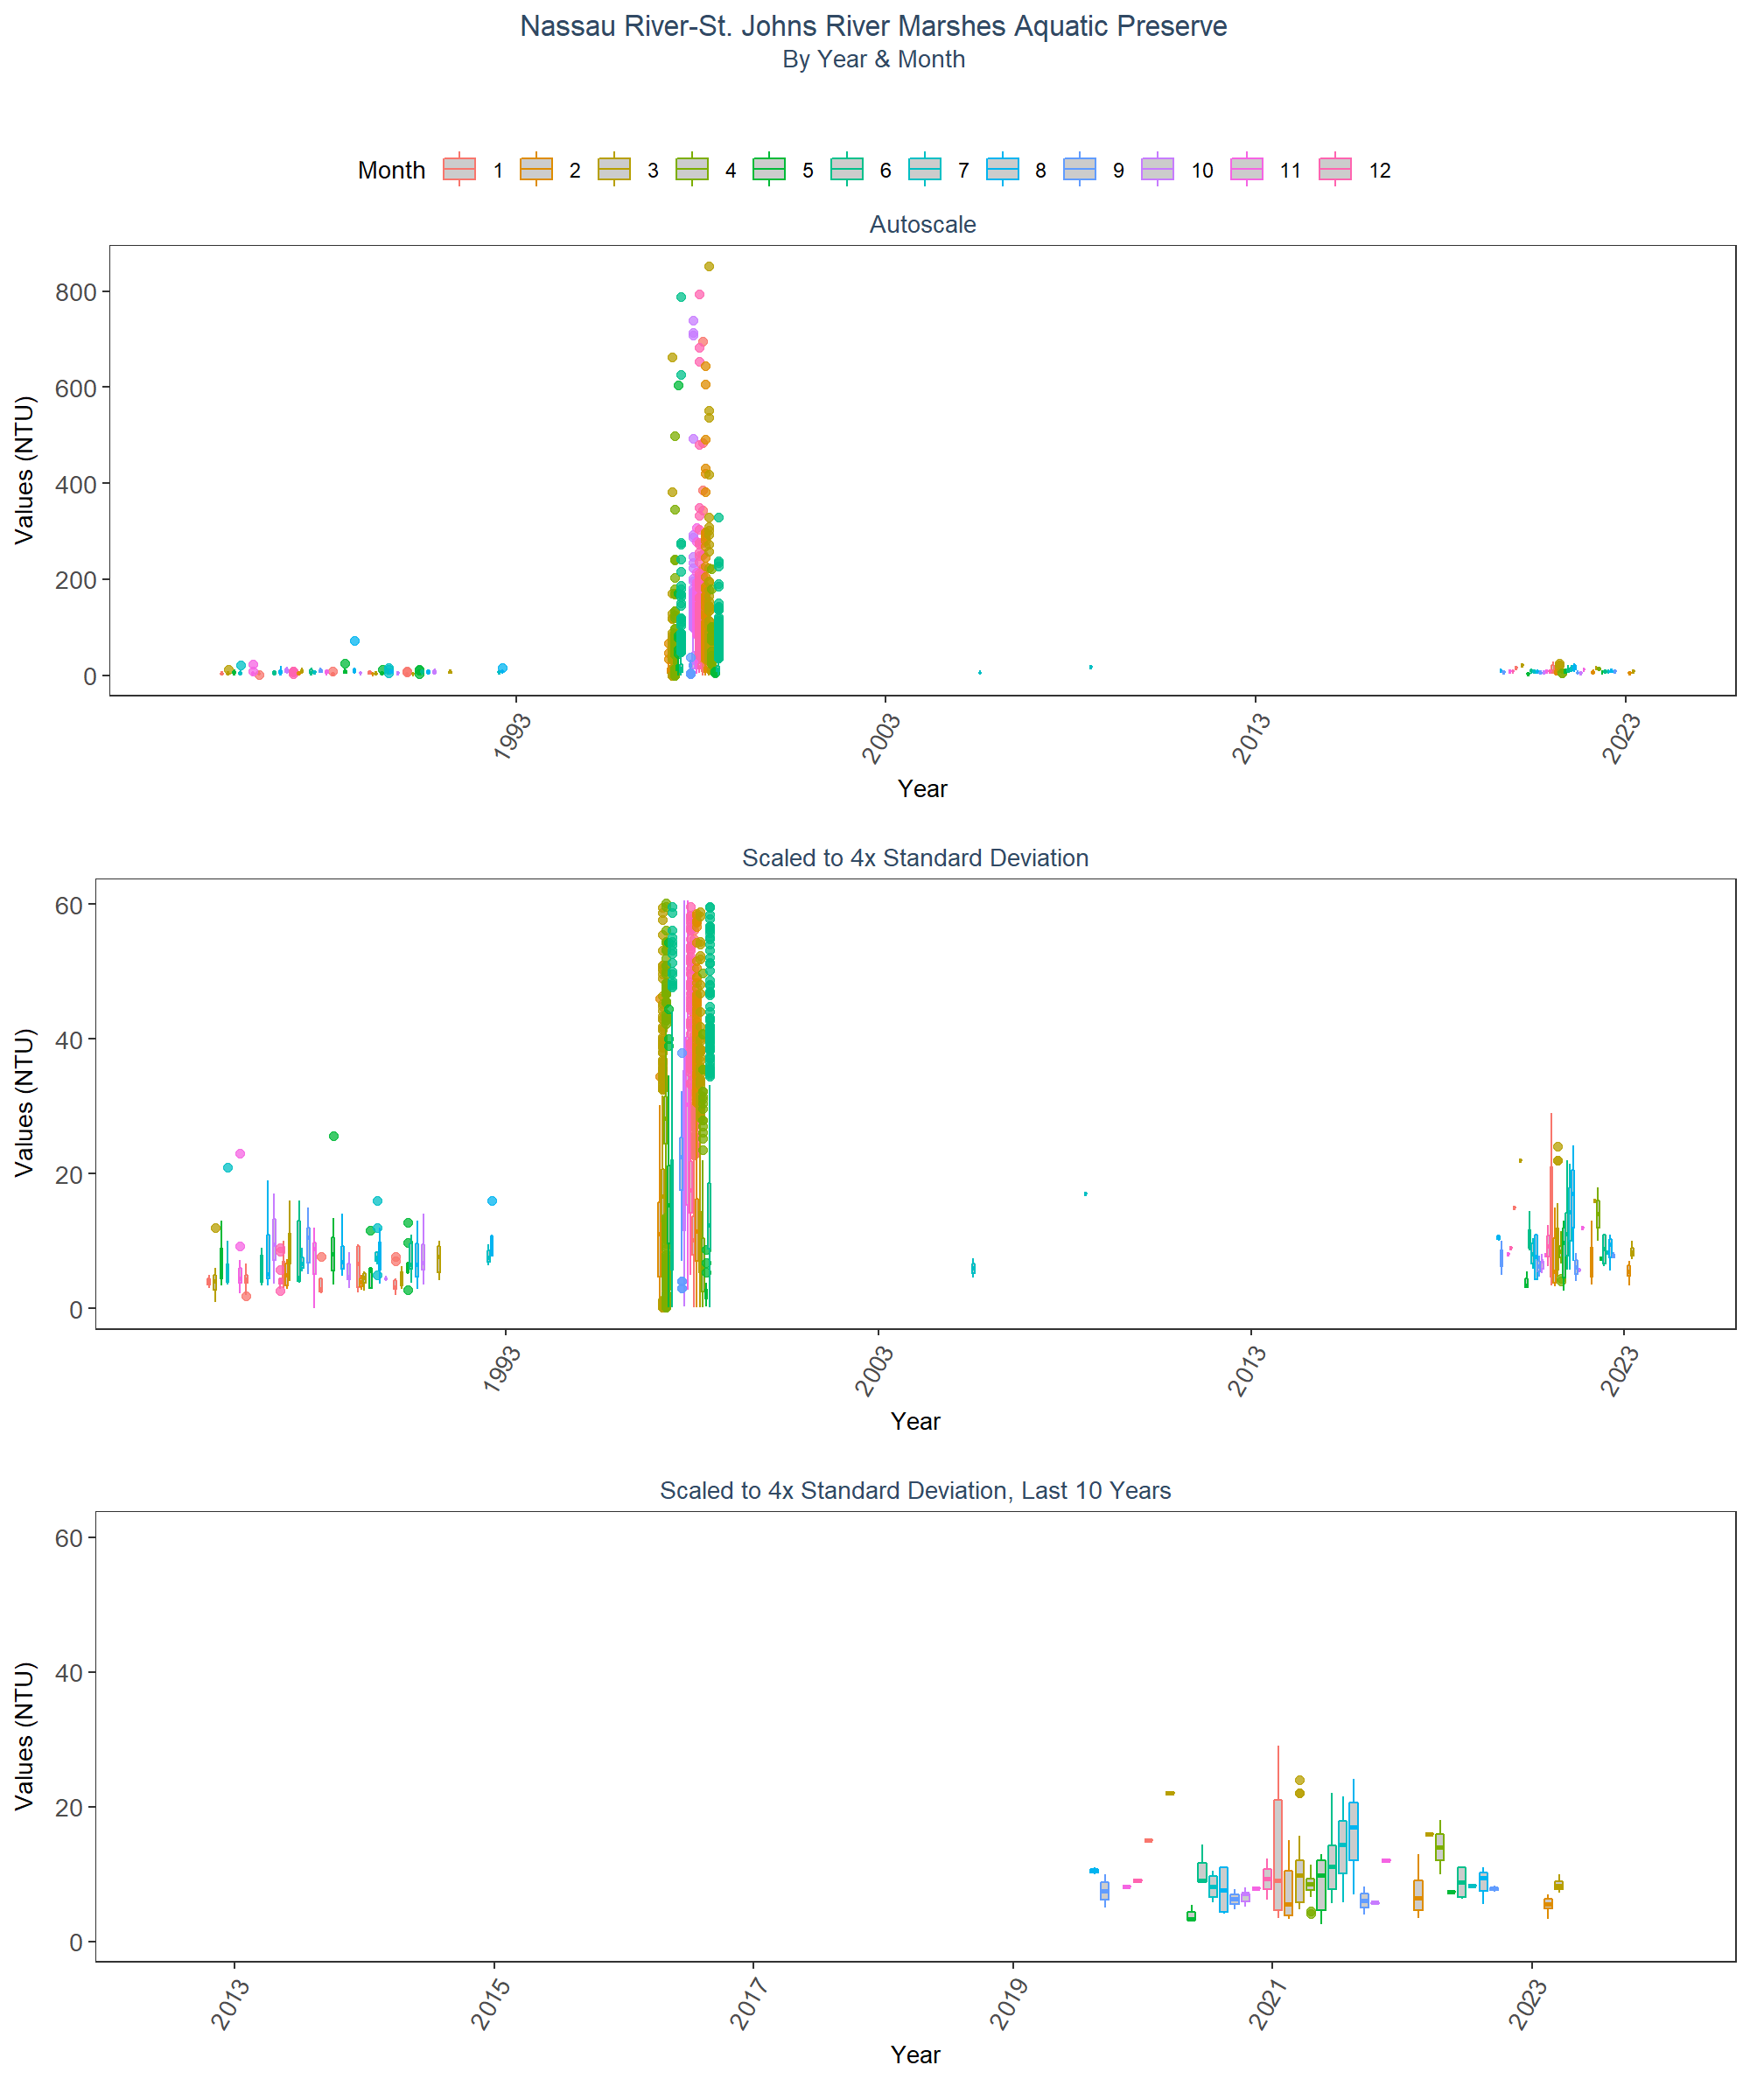 Nassau River-St. Johns River Marshes Aquatic Preserve
By Year & Month
Month 1 2 3 4 5 6 7 8 9 10 11 12
Autoscale
Values (NTU)
800
600
400
200
0
1993 2003 2013 2023
Year
Scaled to 4x Standard Deviation
Values (NTU)
60
40
20
0
1993 2003 2013 2023
Year
Scaled to 4x Standard Deviation, Last 10 Years
Values (NTU)
60
40
20
0
2013 2015 2017 2019 2021 2023
Year